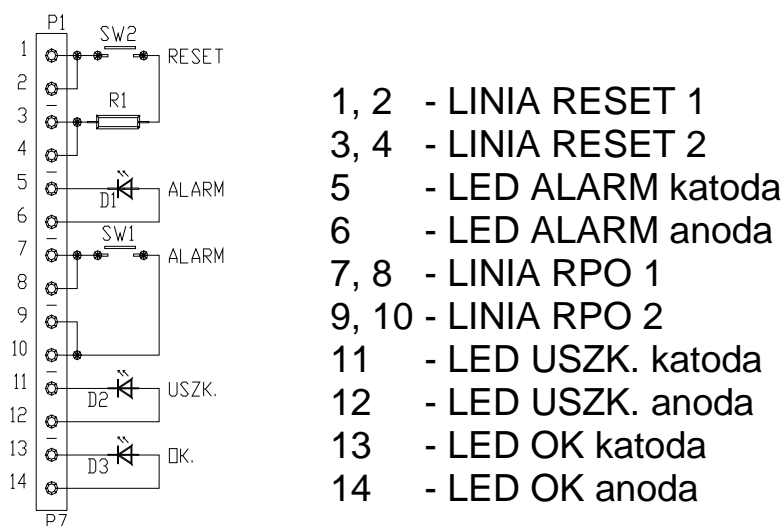 P1
SW2
1
RESET
2
R1
3
4
5
ALARM
D1
6
SW1
7
ALARM
8
9
10
11
D2
USZK.
12
13
D3
OK.
14
P7
1, 2 - LINIA RESET 1
3, 4 - LINIA RESET 2
5 - LED ALARM katoda
6 - LED ALARM anoda
7, 8 - LINIA RPO 1
9, 10 - LINIA RPO 2
11 - LED USZK. katoda
12 - LED USZK. anoda
13 - LED OK katoda
14 - LED OK anoda